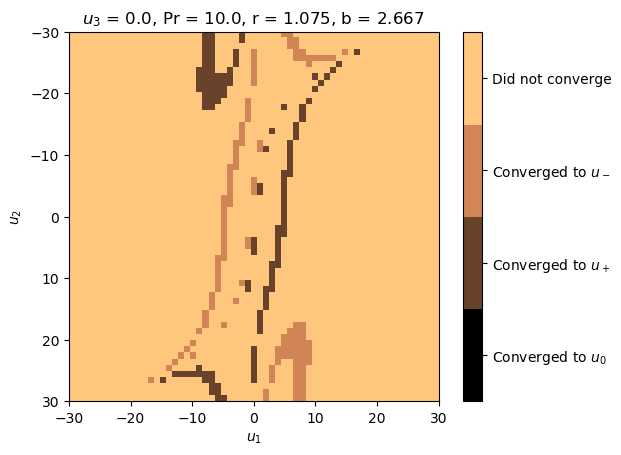 u₃ = 0.0, Pr = 10.0, r = 1.075, b = 2.667
−30
−20
−10
0
10
20
30
u₂
−30
−20
−10
0
10
20
30
u₁
Did not converge
Converged to u₋
Converged to u₊
Converged to u₀